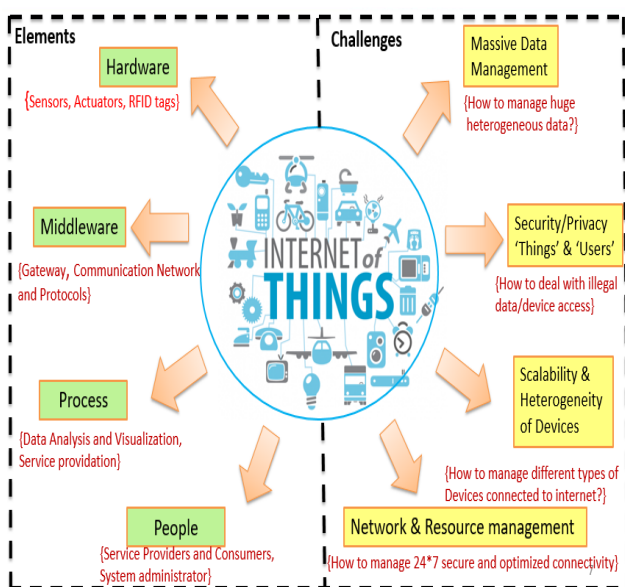 Elements
Hardware
{Sensors, Actuators, RFID tags}
Middleware
{Gateway, Communication Network
and Protocols}
Process
{Data Analysis and Visualization,
Service providation}
People
{Service Providers and Consumers,
System administrator}
INTERNET of
THINGS
Challenges
Massive Data
Management
{How to manage huge
heterogeneous data?}
Security/Privacy
'Things' & 'Users'
{How to deal with illegal
data/device access}
Scalability &
Heterogeneity
of Devices
{How to manage different types of
Devices connected to internet?}
Network & Resource management
{How to manage 24*7 secure and optimized connectivity}